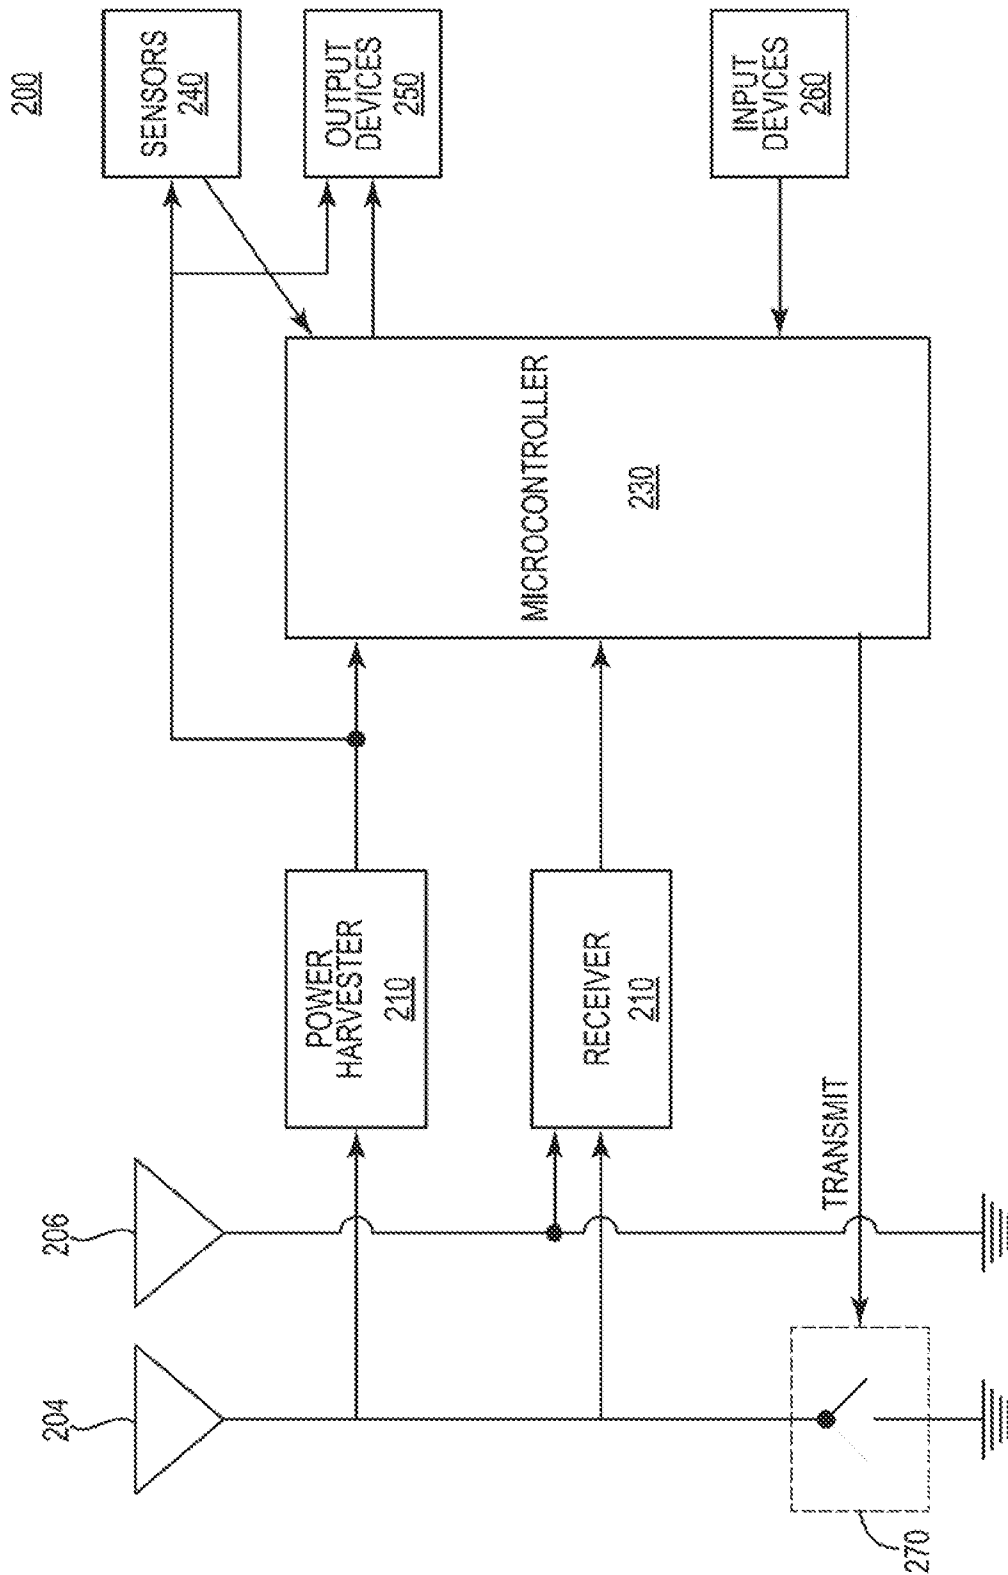 200
SENSORS
240
OUTPUT
DEVICES
250
INPUT
DEVICES
260
MICROCONTROLLER
230
POWER
HARVESTER
210
RECEIVER
210
TRANSMIT
206
204
270